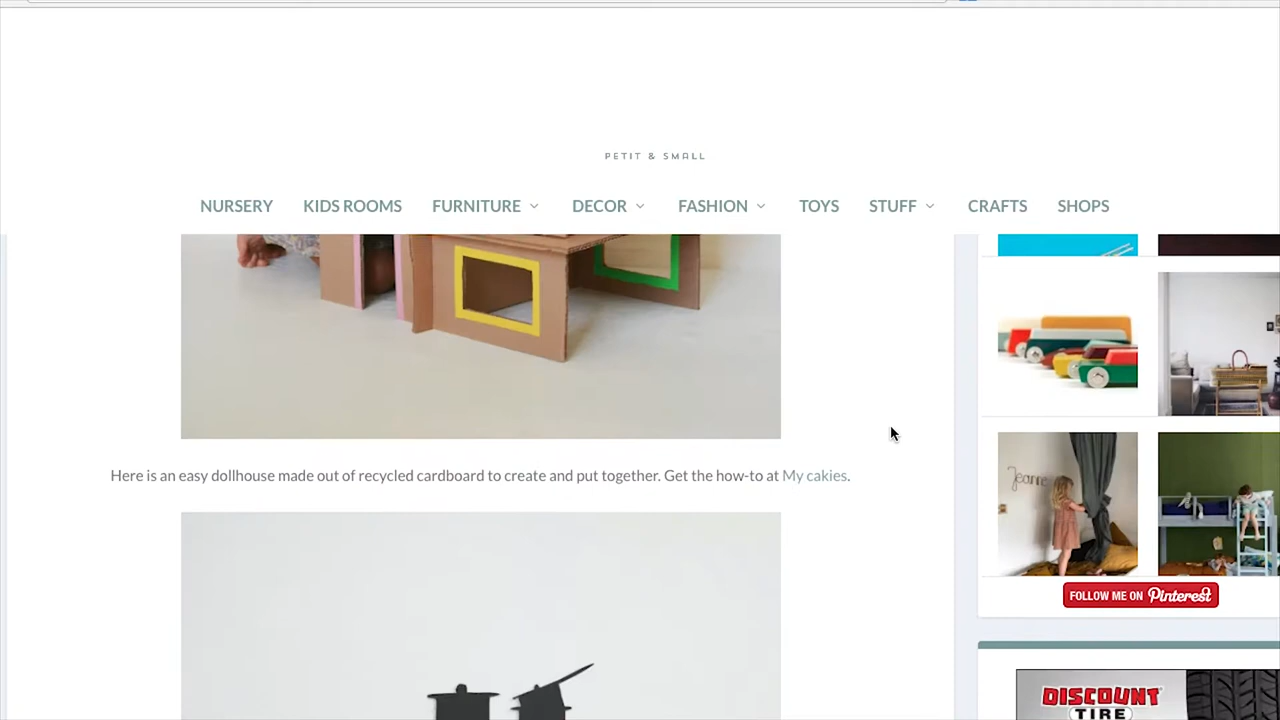 PETIT & SMALL
NURSERY KIDS ROOMS FURNITURE DECOR FASHION TOYS STUFF CRAFTS SHOPS
Here is an easy dollhouse made out of recycled cardboard to create and put together. Get the how-to at My cakies.
Jeanne
FOLLOW ME ON Pinterest
DISCOUNT
TIRE